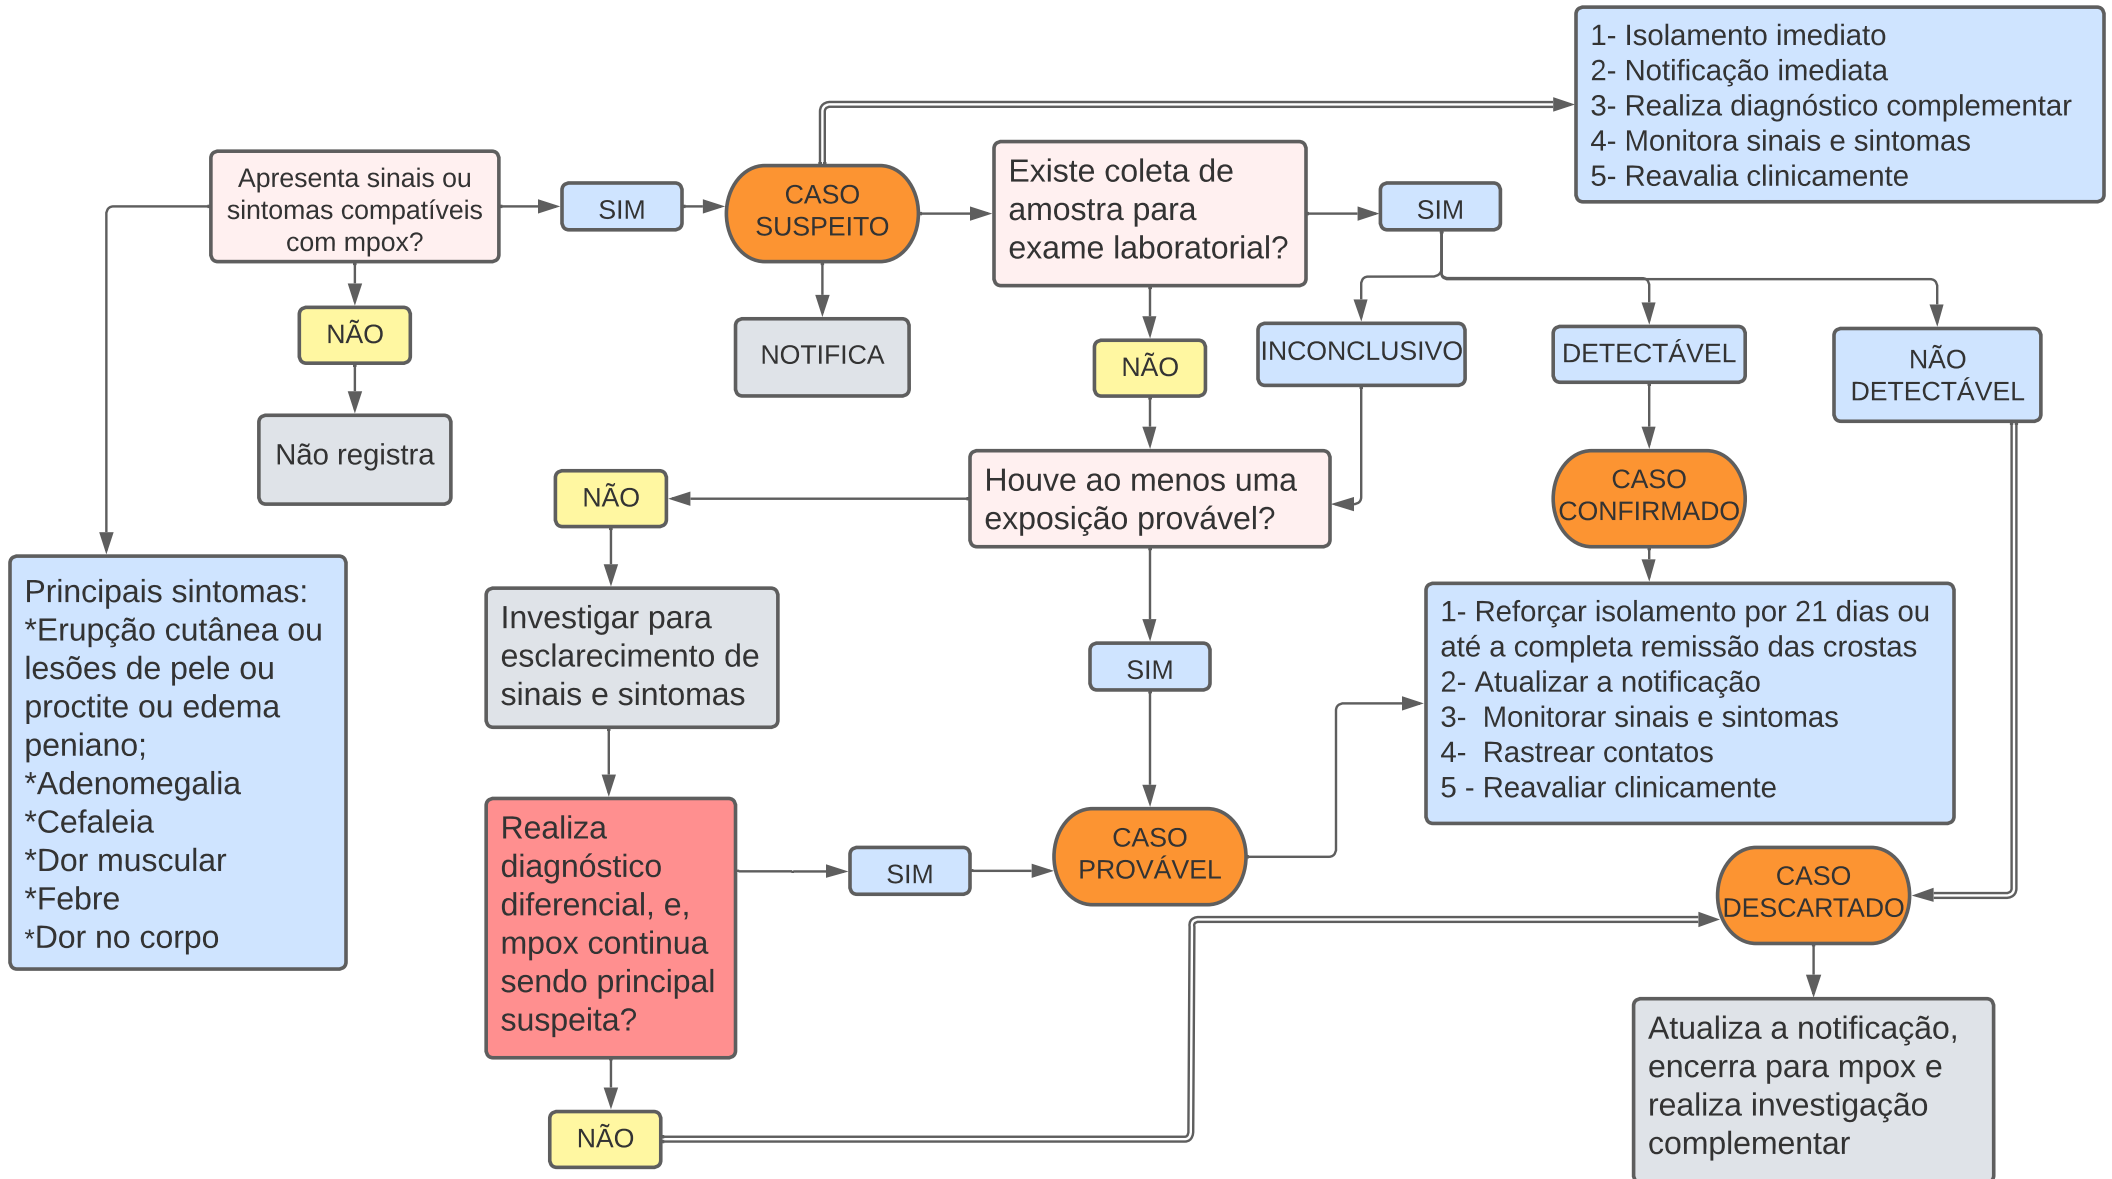 1- Isolamento imediato
2- Notificação imediata
3- Realiza diagnóstico complementar
4- Monitora sinais e sintomas
5- Reavalia clinicamente
Apresenta sinais ou
sintomas compatíveis
com mpox?
SIM
CASO
SUSPEITO
Existe coleta de
amostra para
exame laboratorial?
SIM
NÃO
Não registra
NOTIFICA
NÃO
INCONCLUSIVO
DETECTÁVEL
NÃO
DETECTÁVEL
Houve ao menos uma
exposição provável?
NÃO
CASO
CONFIRMADO
Principais sintomas:
*Erupção cutânea ou
lesões de pele ou
proctite ou edema
peniano;
*Adenomegalia
*Cefaleia
*Dor muscular
*Febre
*Dor no corpo
Investigar para
esclarecimento de
sinais e sintomas
SIM
1- Reforçar isolamento por 21 dias ou
até a completa remissão das crostas
2- Atualizar a notificação
3-  Monitorar sinais e sintomas
4-  Rastrear contatos
5 - Reavaliar clinicamente
Realiza
diagnóstico
diferencial, e,
mpox continua
sendo principal
suspeita?
SIM
CASO
PROVÁVEL
CASO
DESCARTADO
NÃO
Atualiza a notificação,
encerra para mpox e
realiza investigação
complementar